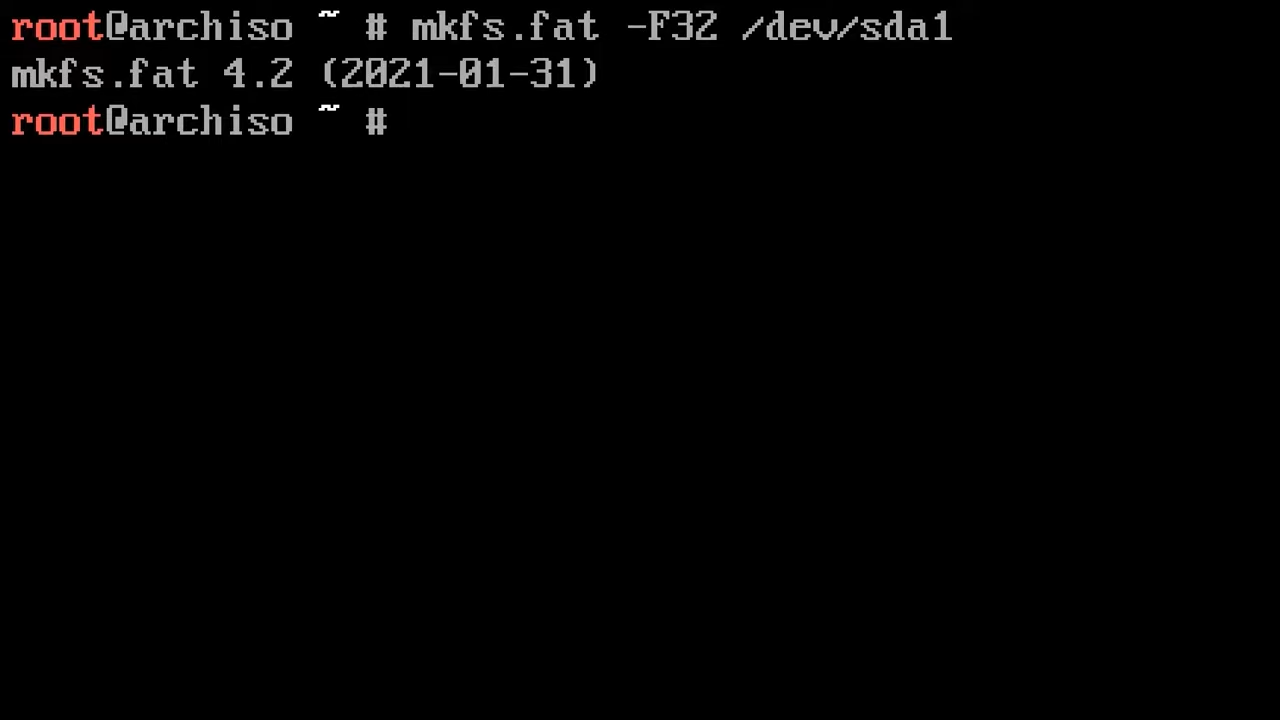 root@archiso ~ # mkfs.fat -F32 /dev/sda1
mkfs.fat 4.2 (2021-01-31)
root@archiso ~ #